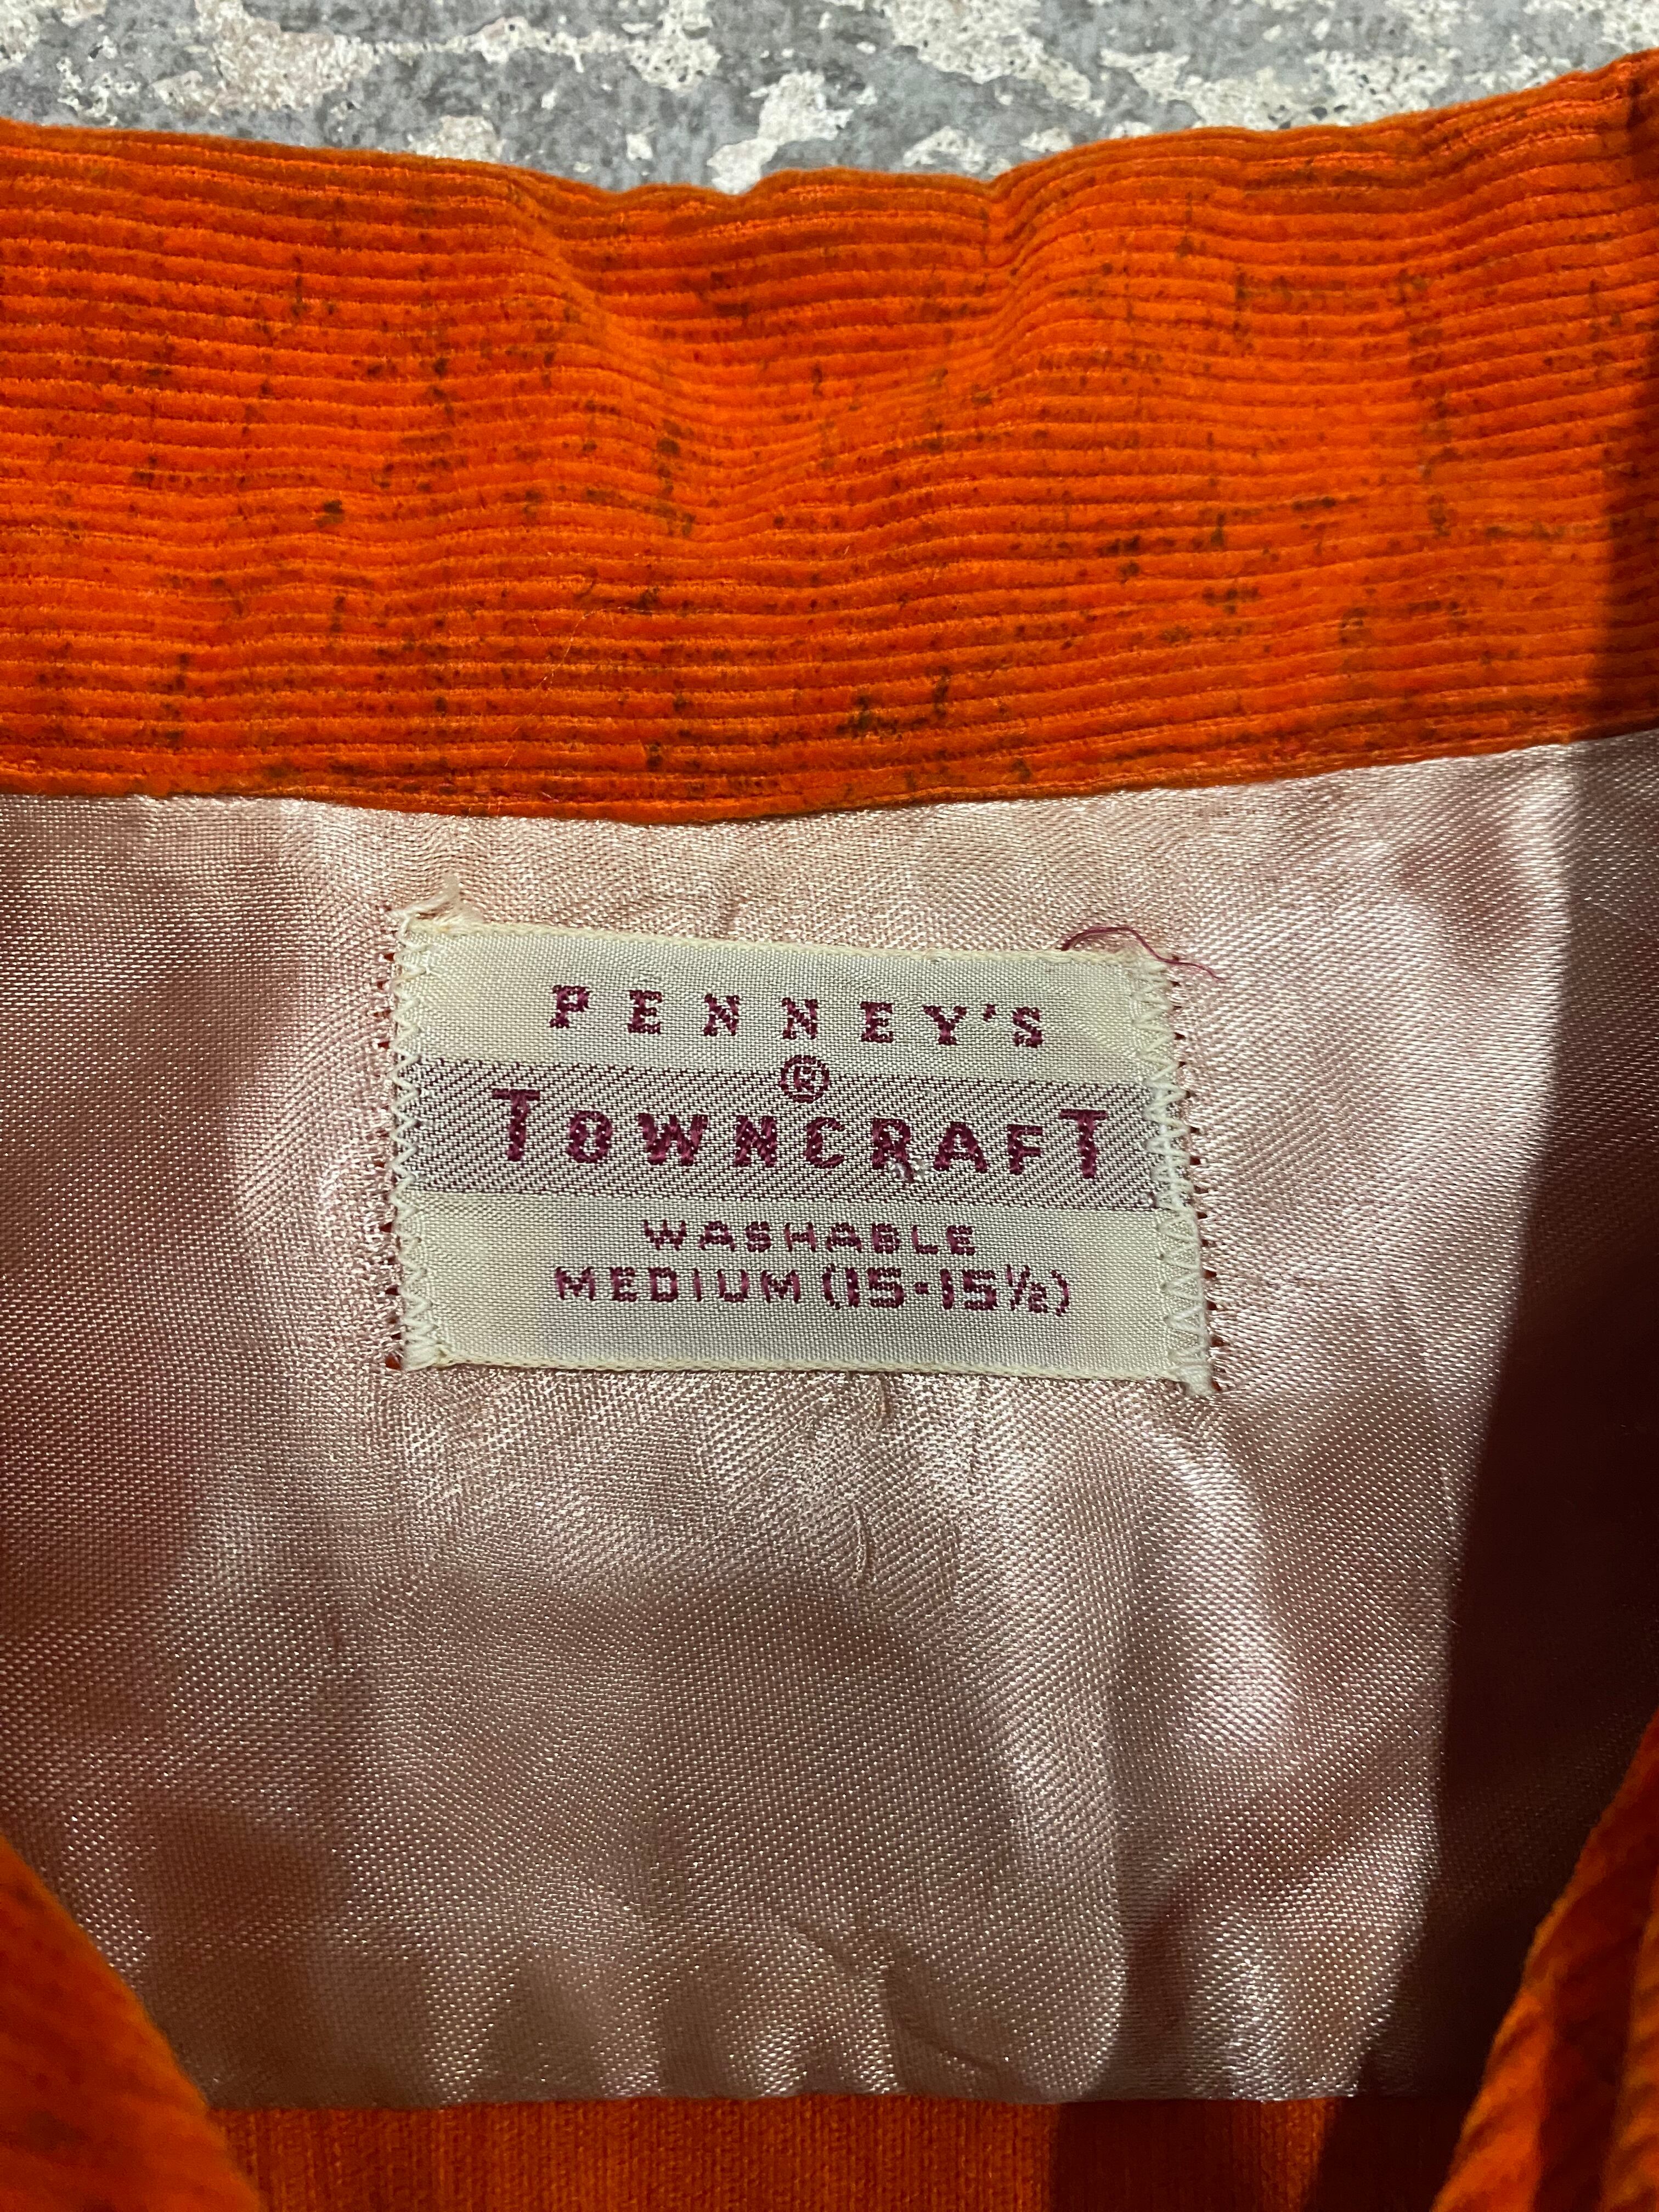 PENNEY'S
®
TOWNCRAFT
WASHABLE
MEDIUM (15-15½)